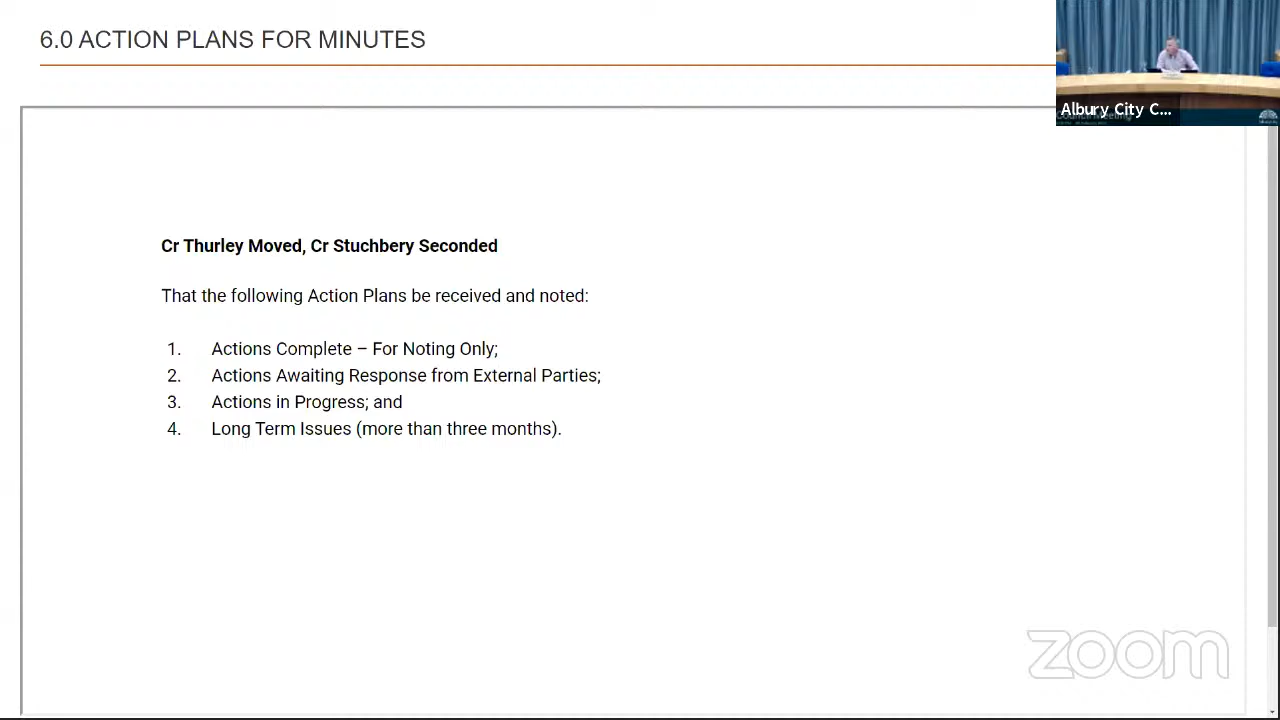 6.0 ACTION PLANS FOR MINUTES
Albury City C...
Cr Thurley Moved, Cr Stuchbery Seconded
That the following Action Plans be received and noted:
1. Actions Complete – For Noting Only;
2. Actions Awaiting Response from External Parties;
3. Actions in Progress; and
4. Long Term Issues (more than three months).
zoom